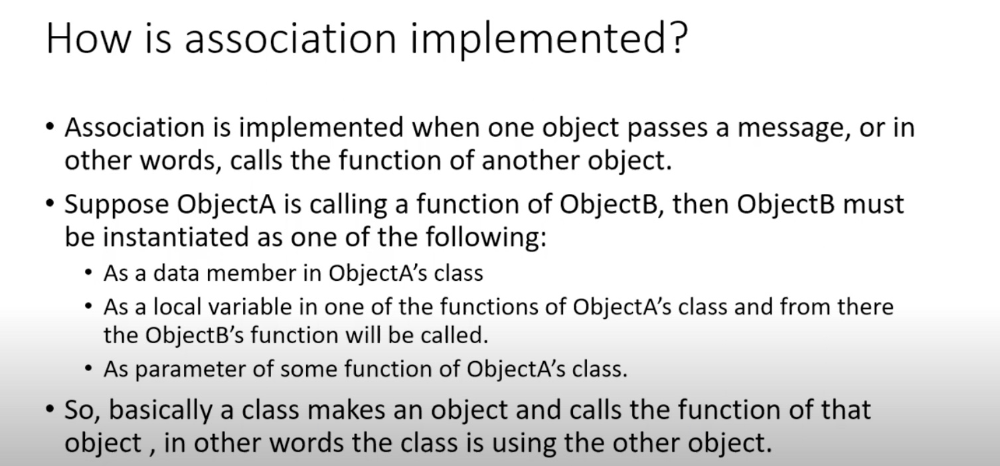 How is association implemented?
• Association is implemented when one object passes a message, or in
other words, calls the function of another object.
• Suppose ObjectA is calling a function of ObjectB, then ObjectB must
be instantiated as one of the following:
• As a data member in ObjectA’s class
• As a local variable in one of the functions of ObjectA’s class and from there
the ObjectB’s function will be called.
• As parameter of some function of ObjectA’s class.
• So, basically a class makes an object and calls the function of that
object , in other words the class is using the other object.